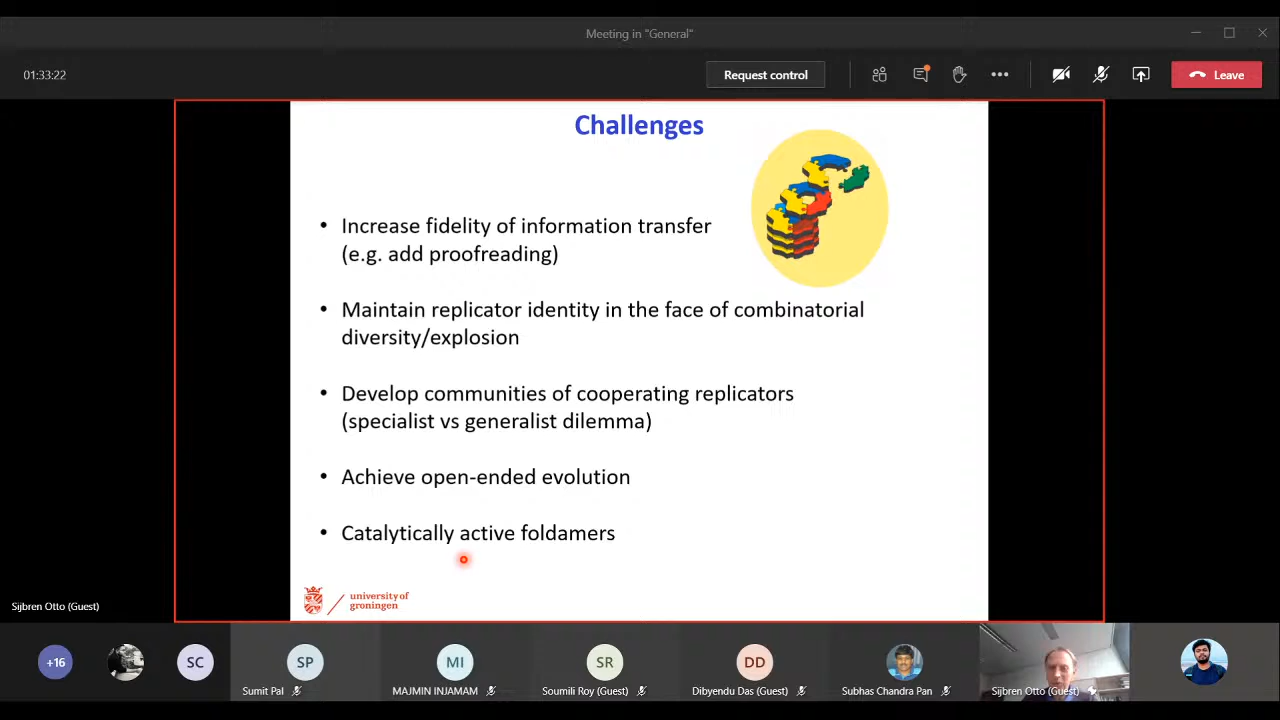 Meeting in "General"
01:33:22
Request control
Leave
Challenges
• Increase fidelity of information transfer
(e.g. add proofreading)
• Maintain replicator identity in the face of combinatorial
diversity/explosion
• Develop communities of cooperating replicators
(specialist vs generalist dilemma)
• Achieve open-ended evolution
• Catalytically active foldamers
university of
groningen
Sijbren Otto (Guest)
+16
SC
SP
MI
SR
DD
Sumit Pal
MAJMIN INJAMAM
Soumili Roy (Guest)
Dibyendu Das (Guest)
Subhas Chandra Pan
Sijbren Otto (Guest)